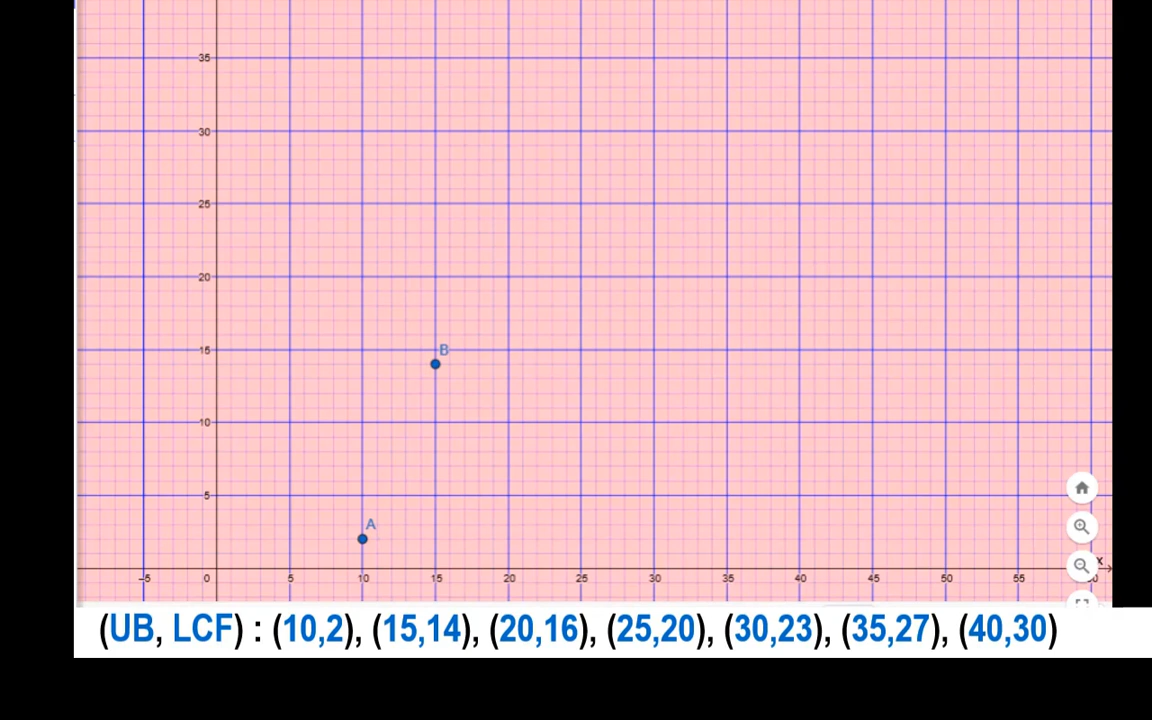 35
30
25
20
15
B
10
5
A
x
-5 0 5 10 15 20 25 30 35 40 45 50 55
(UB, LCF) : (10,2), (15,14), (20,16), (25,20), (30,23), (35,27), (40,30)